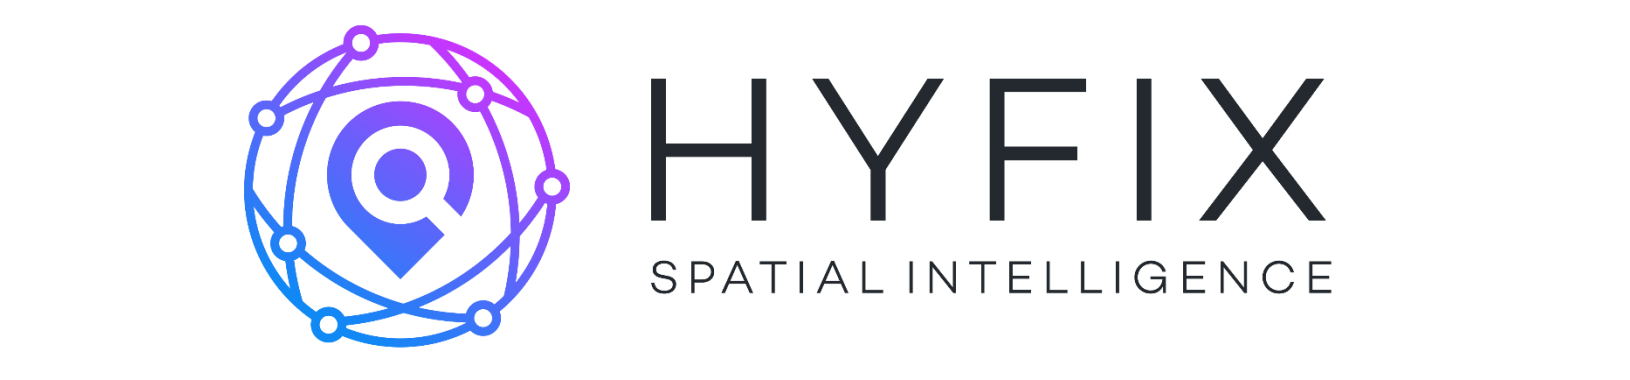 HYFIX
SPATIAL INTELLIGENCE